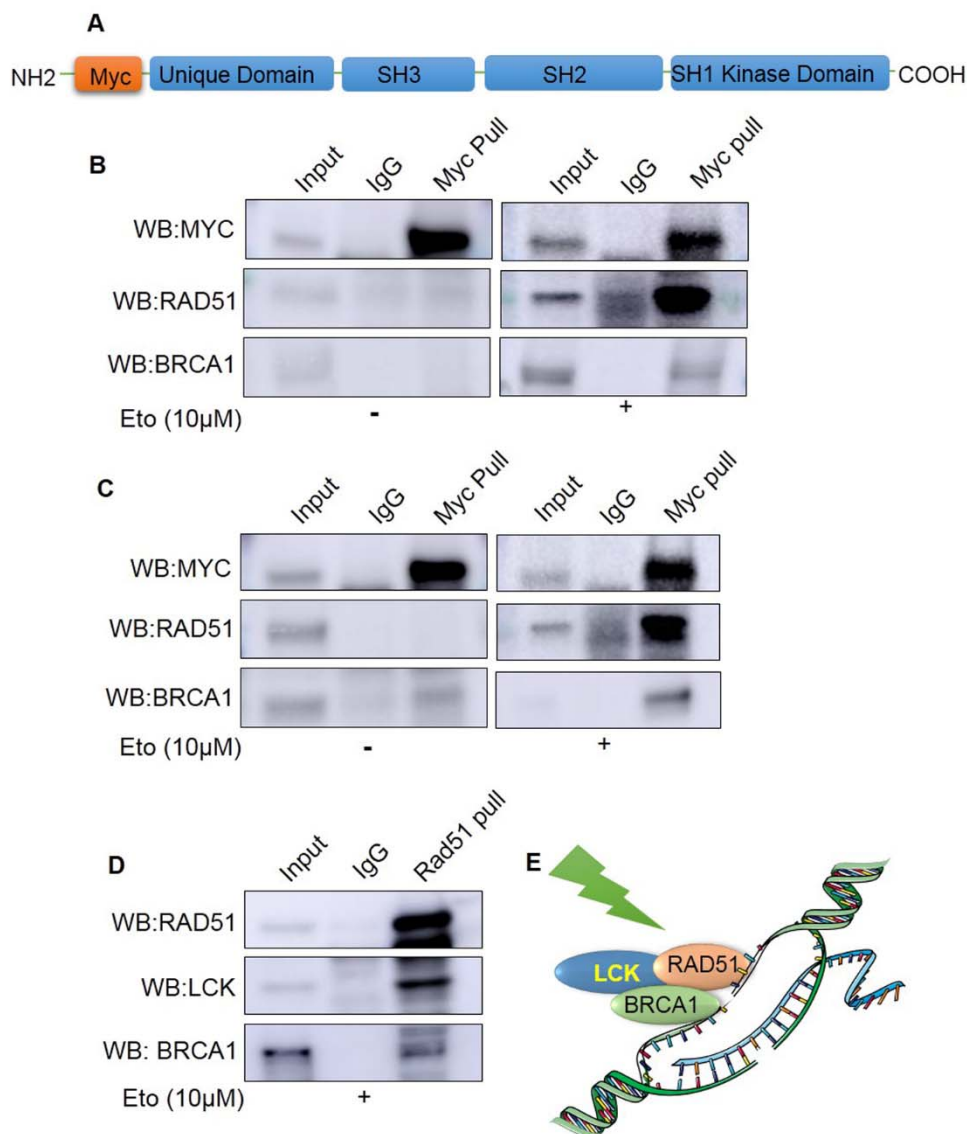 A
NH2 Myc Unique Domain SH3 SH2 SH1 Kinase Domain COOH
B
Input IgG Myc Pull Input IgG Myc pull
WB:MYC
WB:RAD51
WB:BRCA1
Eto (10µM) - +
C
Input IgG Myc Pull Input IgG Myc pull
WB:MYC
WB:RAD51
WB:BRCA1
Eto (10µM) - +
D
Input IgG Rad51 pull
WB:RAD51
WB:LCK
WB: BRCA1
Eto (10µM) +
E
LCK RAD51
BRCA1